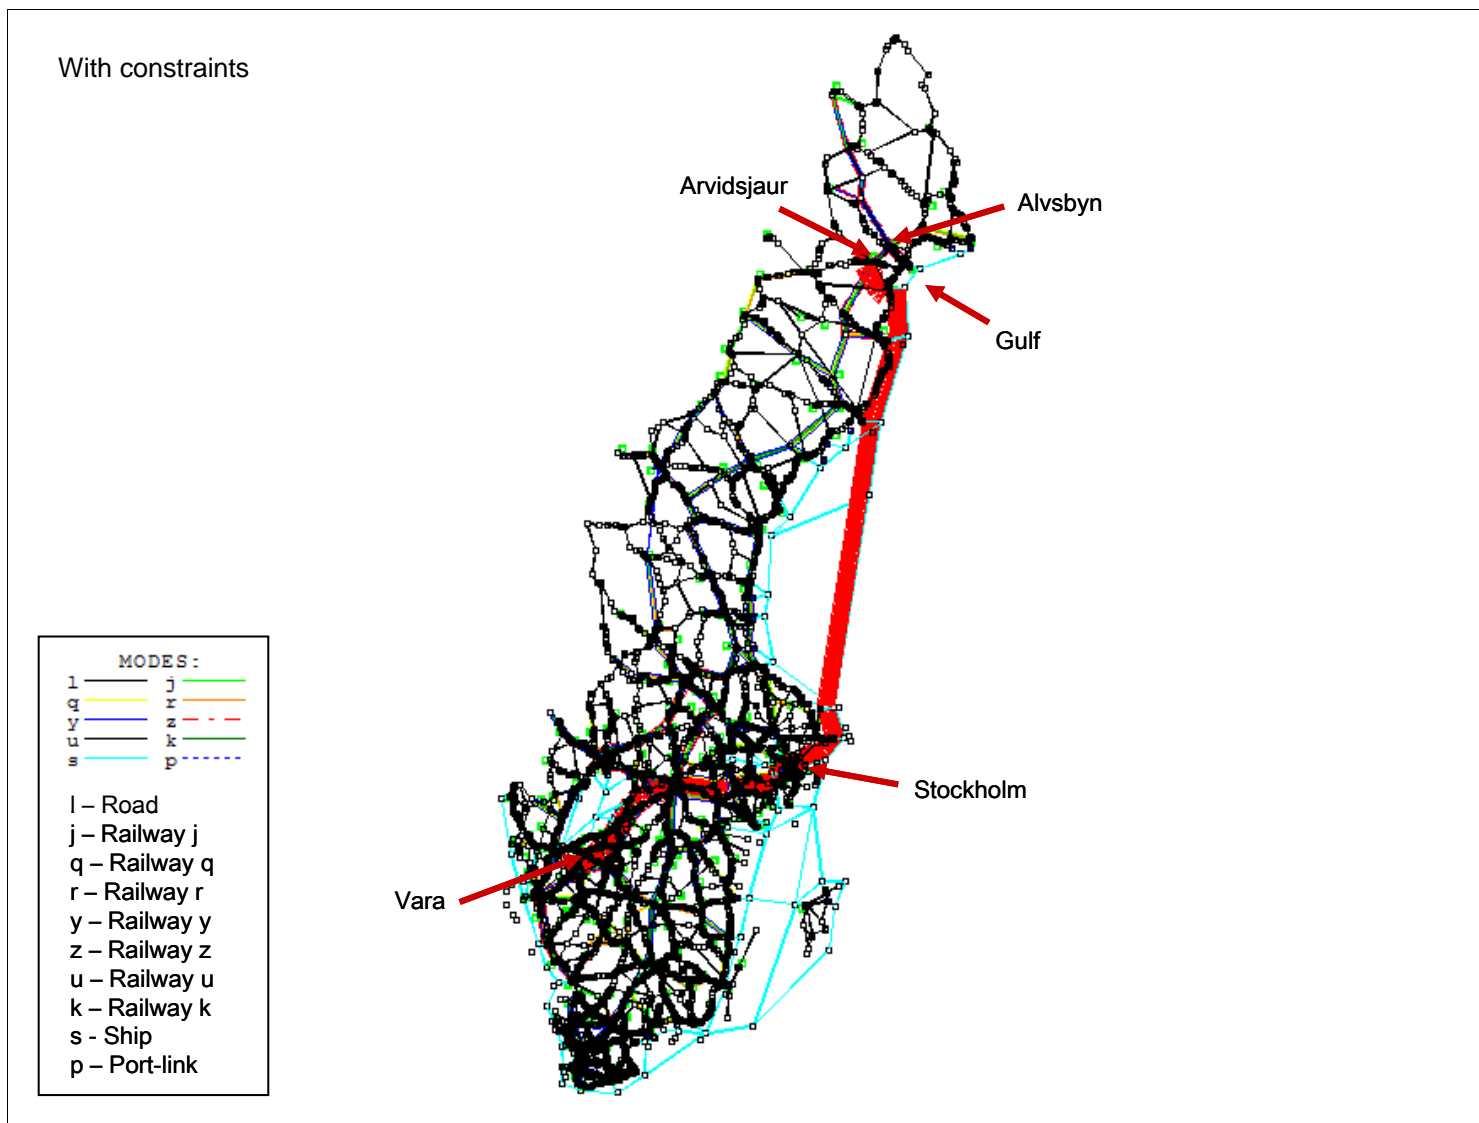 With constraints
Arvidsjaur
Alvsbyn
Gulf
Stockholm
Vara
MODES:
l j
q r
y z
u k
s p
l – Road
j – Railway j
q – Railway q
r – Railway r
y – Railway y
z – Railway z
u – Railway u
k – Railway k
s - Ship
p – Port-link